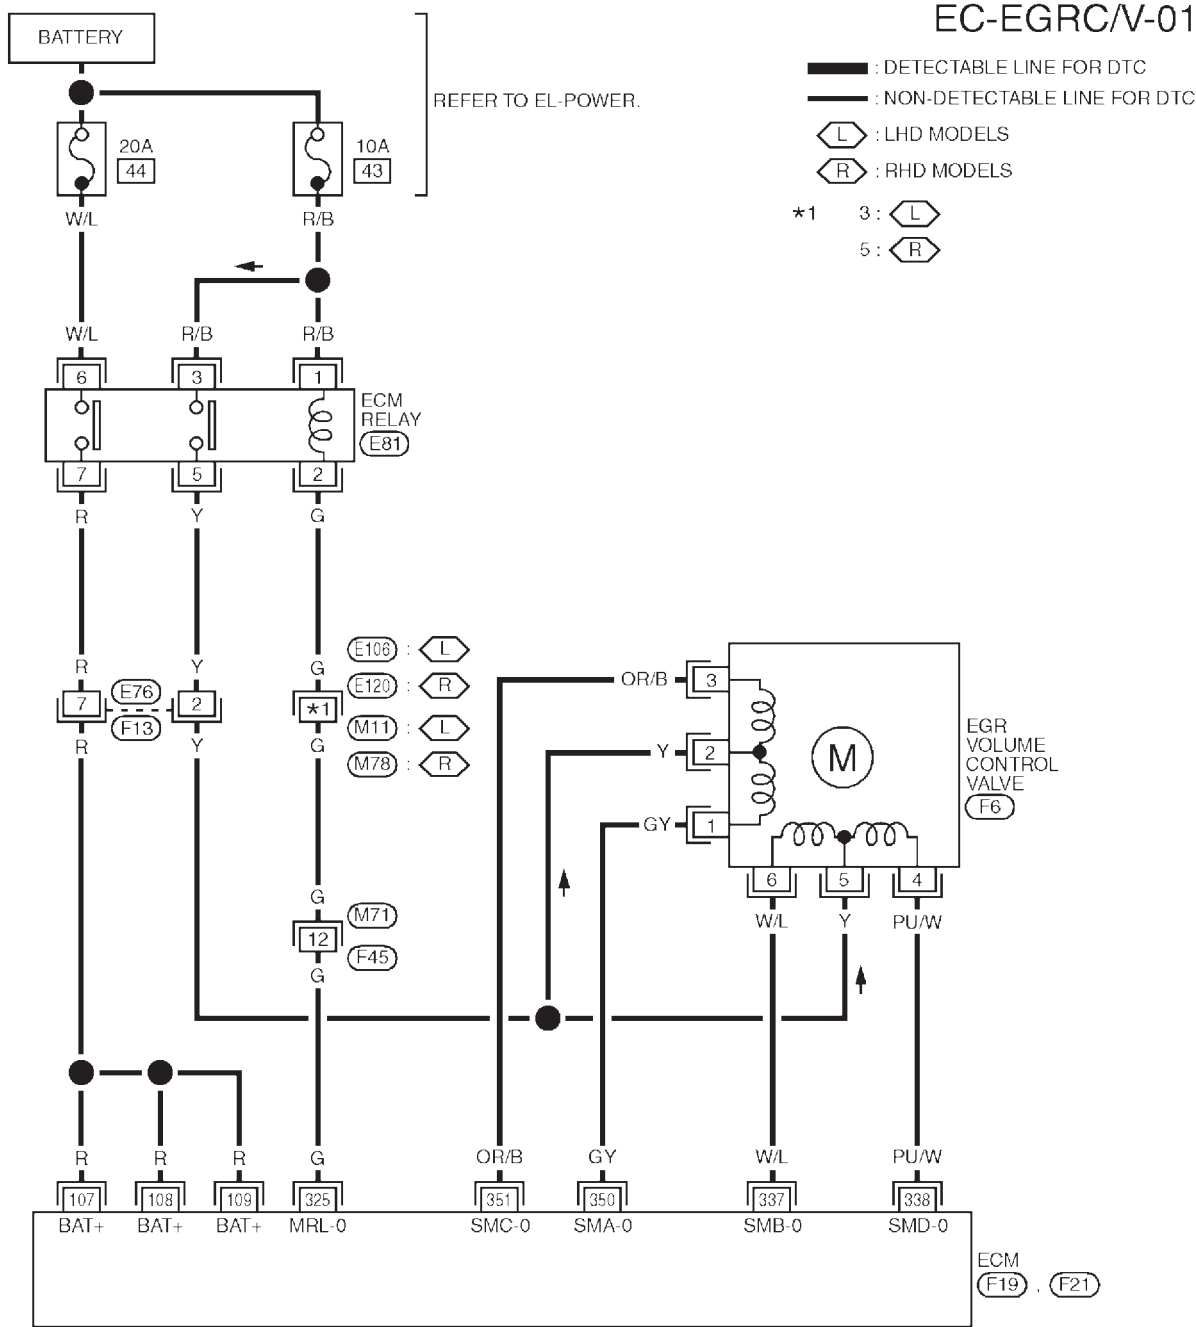 EC-EGRC/V-01
BATTERY
: DETECTABLE LINE FOR DTC
: NON-DETECTABLE LINE FOR DTC
L : LHD MODELS
R : RHD MODELS
*1 3 : L
5 : R
REFER TO EL-POWER.
20A
44
10A
43
W/L R/B
W/L R/B R/B
6 3 1
ECM
RELAY
E81
7 5 2
R Y G
E106 : L
E120 : R
M11 : L
M78 : R
R Y G
7 E76 2 *1
F13
R Y G
OR/B 3
Y 2
GY 1
M
EGR
VOLUME
CONTROL
VALVE
F6
6 5 4
W/L Y PU/W
G
M71
12
F45
G
R R R G OR/B GY W/L PU/W
107 108 109 325 351 350 337 338
BAT+ BAT+ BAT+ MRL-0 SMC-0 SMA-0 SMB-0 SMD-0
ECM
F19 , F21